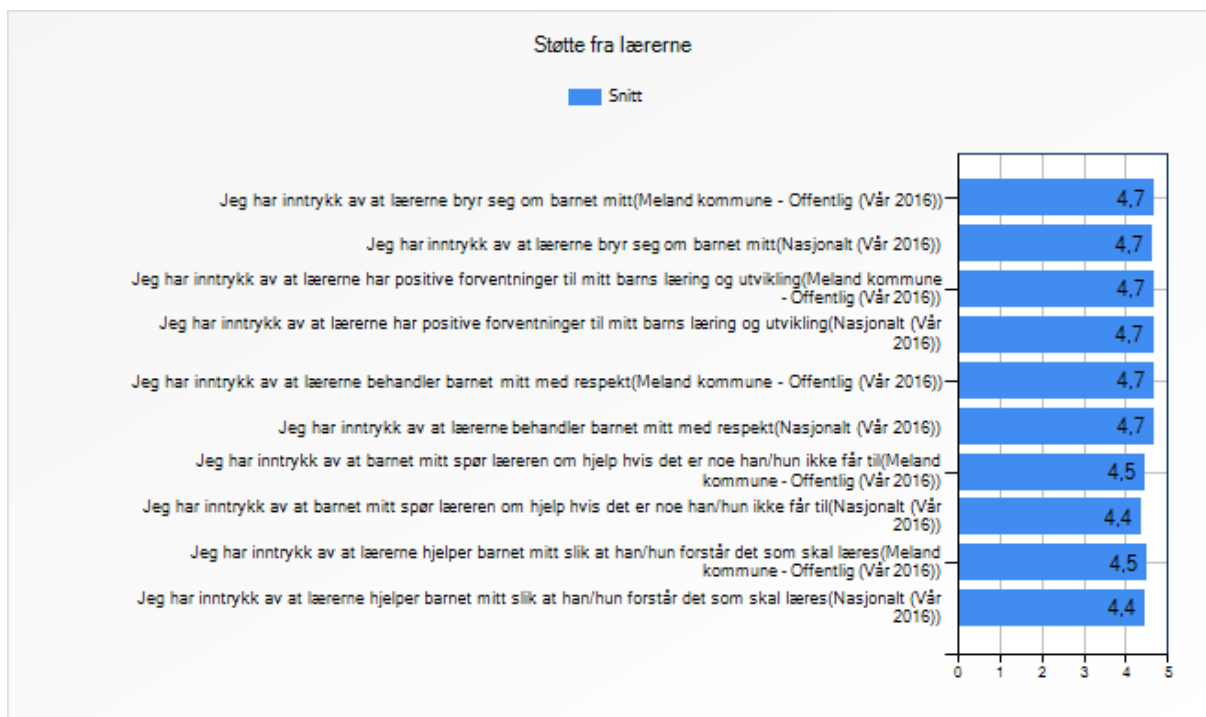 Støtte fra lærerne
Snitt
Jeg har inntrykk av at lærerne bryr seg om barnet mitt(Meland kommune - Offentlig (Vår 2016))
4,7
Jeg har inntrykk av at lærerne bryr seg om barnet mitt(Nasjonalt (Vår 2016))
4,7
Jeg har inntrykk av at lærerne har positive forventninger til mitt barns læring og utvikling(Meland kommune
- Offentlig (Vår 2016))
4,7
Jeg har inntrykk av at lærerne har positive forventninger til mitt barns læring og utvikling(Nasjonalt (Vår
2016))
4,7
Jeg har inntrykk av at lærerne behandler barnet mitt med respekt(Meland kommune - Offentlig (Vår 2016))
4,7
Jeg har inntrykk av at lærerne behandler barnet mitt med respekt(Nasjonalt (Vår 2016))
4,7
Jeg har inntrykk av at barnet mitt spør læreren om hjelp hvis det er noe han/hun ikke får til(Meland
kommune - Offentlig (Vår 2016))
4,5
Jeg har inntrykk av at barnet mitt spør læreren om hjelp hvis det er noe han/hun ikke får til(Nasjonalt (Vår
2016))
4,4
Jeg har inntrykk av at lærerne hjelper barnet mitt slik at han/hun forstår det som skal læres(Meland
kommune - Offentlig (Vår 2016))
4,5
Jeg har inntrykk av at lærerne hjelper barnet mitt slik at han/hun forstår det som skal læres(Nasjonalt (Vår
2016))
4,4
0 1 2 3 4 5